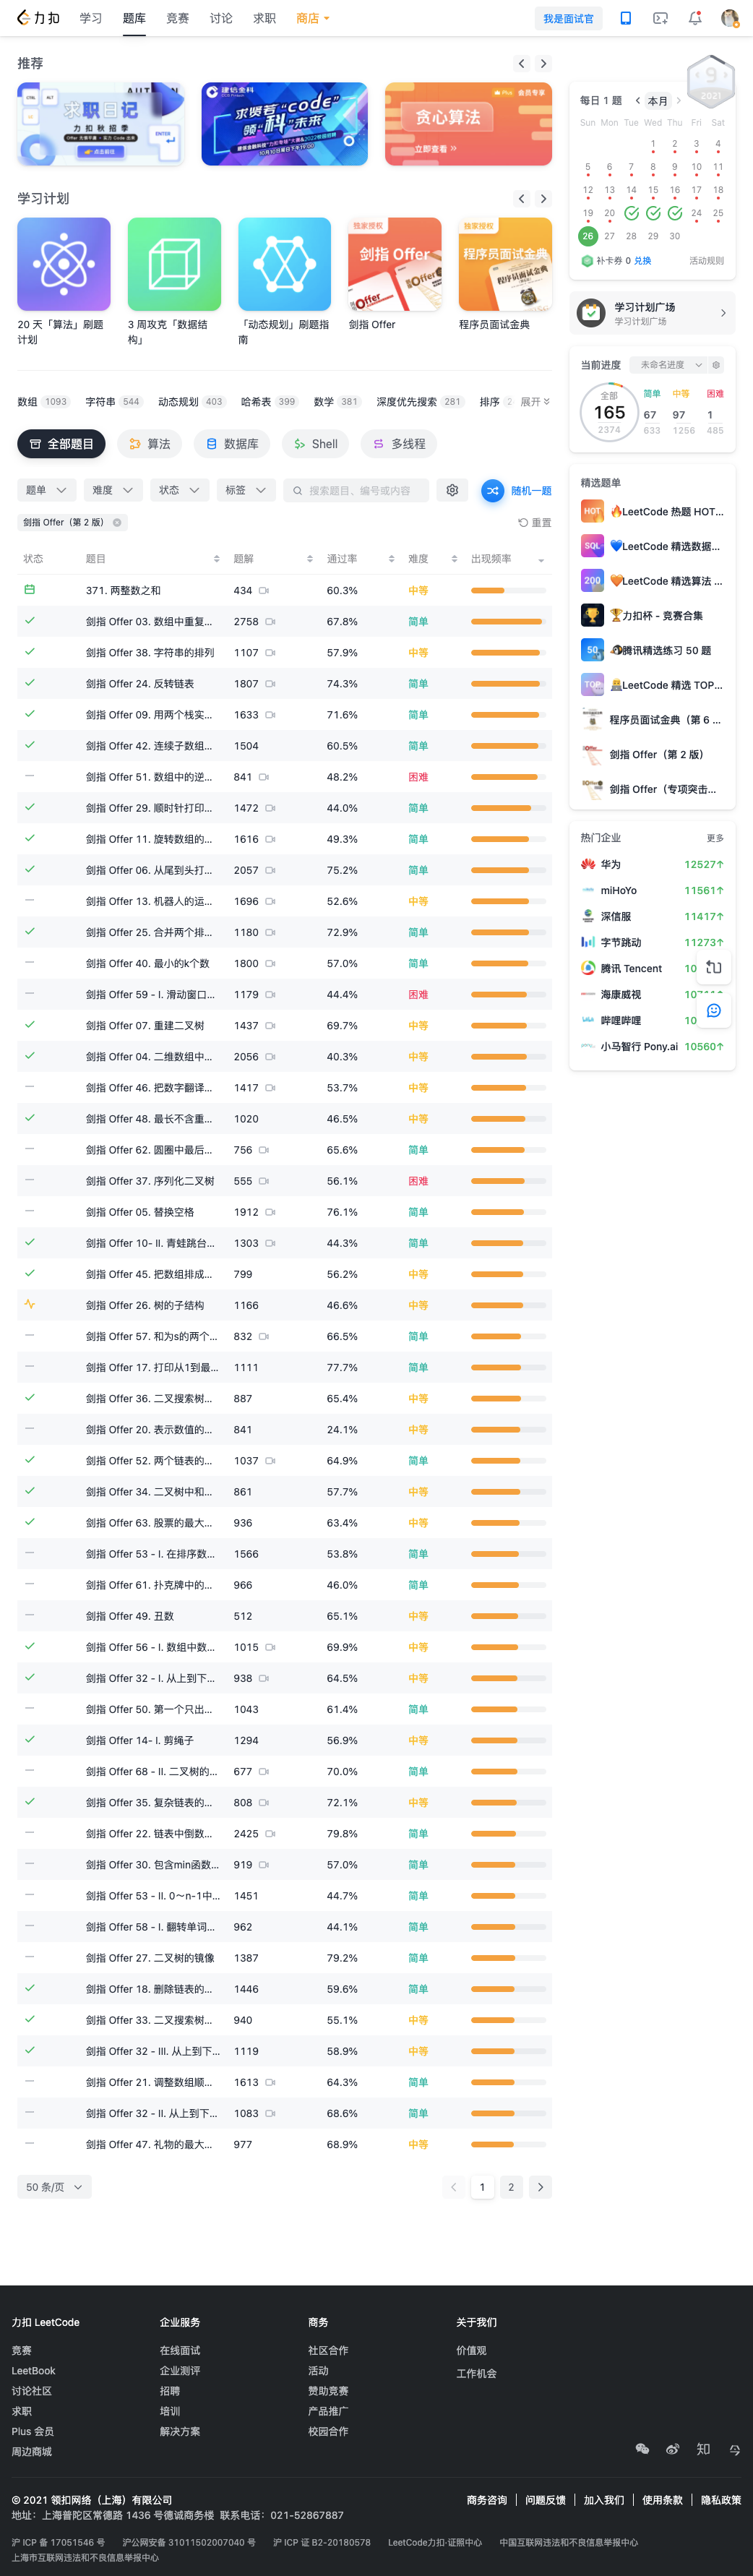 力扣 学习 题库 竞赛 讨论 求职 商店 我是面试官
推荐
求职日记
力扣秋招季
ENTER
点击解锁
建信金科
求贤若"code"
领"科"未来
Plus 会员专享
贪心算法
立即查看
学习计划
独家授权 独家授权
剑指 Offer 程序员面试金典
20 天「算法」刷题计划
3 周攻克「数据结构」
「动态规划」刷题指南
剑指 Offer
程序员面试金典
数组 1093 字符串 544 动态规划 403 哈希表 399 数学 381 深度优先搜索 281 排序 2 展开
全部题目 算法 数据库 Shell 多线程
题单 难度 状态 标签 搜索题目、编号或内容 随机一题
剑指 Offer（第 2 版） 重置
状态 题目 题解 通过率 难度 出现频率
371. 两整数之和 434 60.3% 中等
剑指 Offer 03. 数组中重复... 2758 67.8% 简单
剑指 Offer 38. 字符串的排列 1107 57.9% 中等
剑指 Offer 24. 反转链表 1807 74.3% 简单
剑指 Offer 09. 用两个栈实... 1633 71.6% 简单
剑指 Offer 42. 连续子数组... 1504 60.5% 简单
剑指 Offer 51. 数组中的逆... 841 48.2% 困难
剑指 Offer 29. 顺时针打印... 1472 44.0% 简单
剑指 Offer 11. 旋转数组的... 1616 49.3% 简单
剑指 Offer 06. 从尾到头打... 2057 75.2% 简单
剑指 Offer 13. 机器人的运... 1696 52.6% 中等
剑指 Offer 25. 合并两个排... 1180 72.9% 简单
剑指 Offer 40. 最小的k个数 1800 57.0% 简单
剑指 Offer 59 - I. 滑动窗口... 1179 44.4% 困难
剑指 Offer 07. 重建二叉树 1437 69.7% 中等
剑指 Offer 04. 二维数组中... 2056 40.3% 中等
剑指 Offer 46. 把数字翻译... 1417 53.7% 中等
剑指 Offer 48. 最长不含重... 1020 46.5% 中等
剑指 Offer 62. 圆圈中最后... 756 65.6% 简单
剑指 Offer 37. 序列化二叉树 555 56.1% 困难
剑指 Offer 05. 替换空格 1912 76.1% 简单
剑指 Offer 10- II. 青蛙跳台... 1303 44.3% 简单
剑指 Offer 45. 把数组排成... 799 56.2% 中等
剑指 Offer 26. 树的子结构 1166 46.6% 中等
剑指 Offer 57. 和为s的两个... 832 66.5% 简单
剑指 Offer 17. 打印从1到最... 1111 77.7% 简单
剑指 Offer 36. 二叉搜索树... 887 65.4% 中等
剑指 Offer 20. 表示数值的... 841 24.1% 中等
剑指 Offer 52. 两个链表的... 1037 64.9% 简单
剑指 Offer 34. 二叉树中和... 861 57.7% 中等
剑指 Offer 63. 股票的最大... 936 63.4% 中等
剑指 Offer 53 - I. 在排序数... 1566 53.8% 简单
剑指 Offer 61. 扑克牌中的... 966 46.0% 简单
剑指 Offer 49. 丑数 512 65.1% 中等
剑指 Offer 56 - I. 数组中数... 1015 69.9% 中等
剑指 Offer 32 - I. 从上到下... 938 64.5% 中等
剑指 Offer 50. 第一个只出... 1043 61.4% 简单
剑指 Offer 14- I. 剪绳子 1294 56.9% 中等
剑指 Offer 68 - II. 二叉树的... 677 70.0% 简单
剑指 Offer 35. 复杂链表的... 808 72.1% 中等
剑指 Offer 22. 链表中倒数... 2425 79.8% 简单
剑指 Offer 30. 包含min函数... 919 57.0% 简单
剑指 Offer 53 - II. 0～n-1中... 1451 44.7% 简单
剑指 Offer 58 - I. 翻转单词... 962 44.1% 简单
剑指 Offer 27. 二叉树的镜像 1387 79.2% 简单
剑指 Offer 18. 删除链表的... 1446 59.6% 简单
剑指 Offer 33. 二叉搜索树... 940 55.1% 中等
剑指 Offer 32 - III. 从上到下... 1119 58.9% 中等
剑指 Offer 21. 调整数组顺... 1613 64.3% 简单
剑指 Offer 32 - II. 从上到下... 1083 68.6% 简单
剑指 Offer 47. 礼物的最大... 977 68.9% 中等
50 条/页 1 2
9
2021
每日 1 题 本月
Sun Mon Tue Wed Thu Fri Sat
1 2 3 4
5 6 7 8 9 10 11
12 13 14 15 16 17 18
19 20 24 25
26 27 28 29 30
补卡券 0 兑换 活动规则
学习计划广场
学习计划广场
当前进度 未命名进度
全部 简单 中等 困难
165 67 97 1
2374 633 1256 485
精选题单
HOT 🔥LeetCode 热题 HOT...
SQL 💙LeetCode 精选数据...
200 🧡LeetCode 精选算法 ...
🏆力扣杯 - 竞赛合集
50 🐧腾讯精选练习 50 题
TOP 👨‍💻LeetCode 精选 TOP...
程序员面试金典（第 6 ...
剑指 Offer（第 2 版）
剑指 Offer（专项突击...
热门企业 更多
华为 12527↑
miHoYo 11561↑
深信服 11417↑
字节跳动 11273↑
腾讯 Tencent 10
海康威视
哔哩哔哩 10
小马智行 Pony.ai 10560↑
力扣 LeetCode 企业服务 商务 关于我们
竞赛 在线面试 社区合作 价值观
LeetBook 企业测评 活动 工作机会
讨论社区 招聘 赞助竞赛
求职 培训 产品推广
Plus 会员 解决方案 校园合作
周边商城
知
© 2021 领扣网络（上海）有限公司 商务咨询 问题反馈 加入我们 使用条款 隐私政策
地址：上海普陀区常德路 1436 号德诚商务楼 联系电话：021-52867887
沪 ICP 备 17051546 号 沪公网安备 31011502007040 号 沪 ICP 证 B2-20180578 LeetCode力扣·证照中心 中国互联网违法和不良信息举报中心
上海市互联网违法和不良信息举报中心